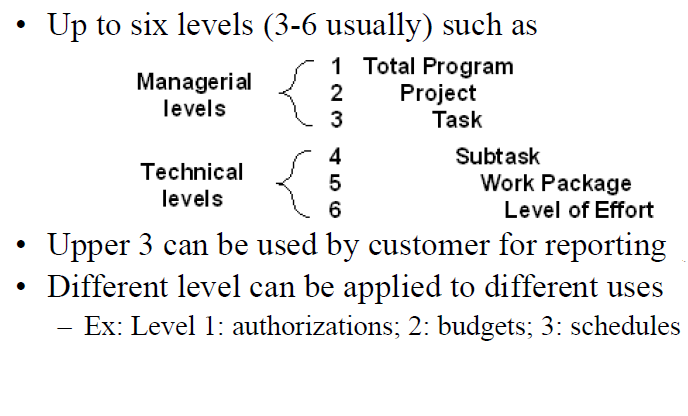 • Up to six levels (3-6 usually) such as
Managerial levels
1 Total Program
2 Project
3 Task
Technical levels
4 Subtask
5 Work Package
6 Level of Effort
• Upper 3 can be used by customer for reporting
• Different level can be applied to different uses
– Ex: Level 1: authorizations; 2: budgets; 3: schedules